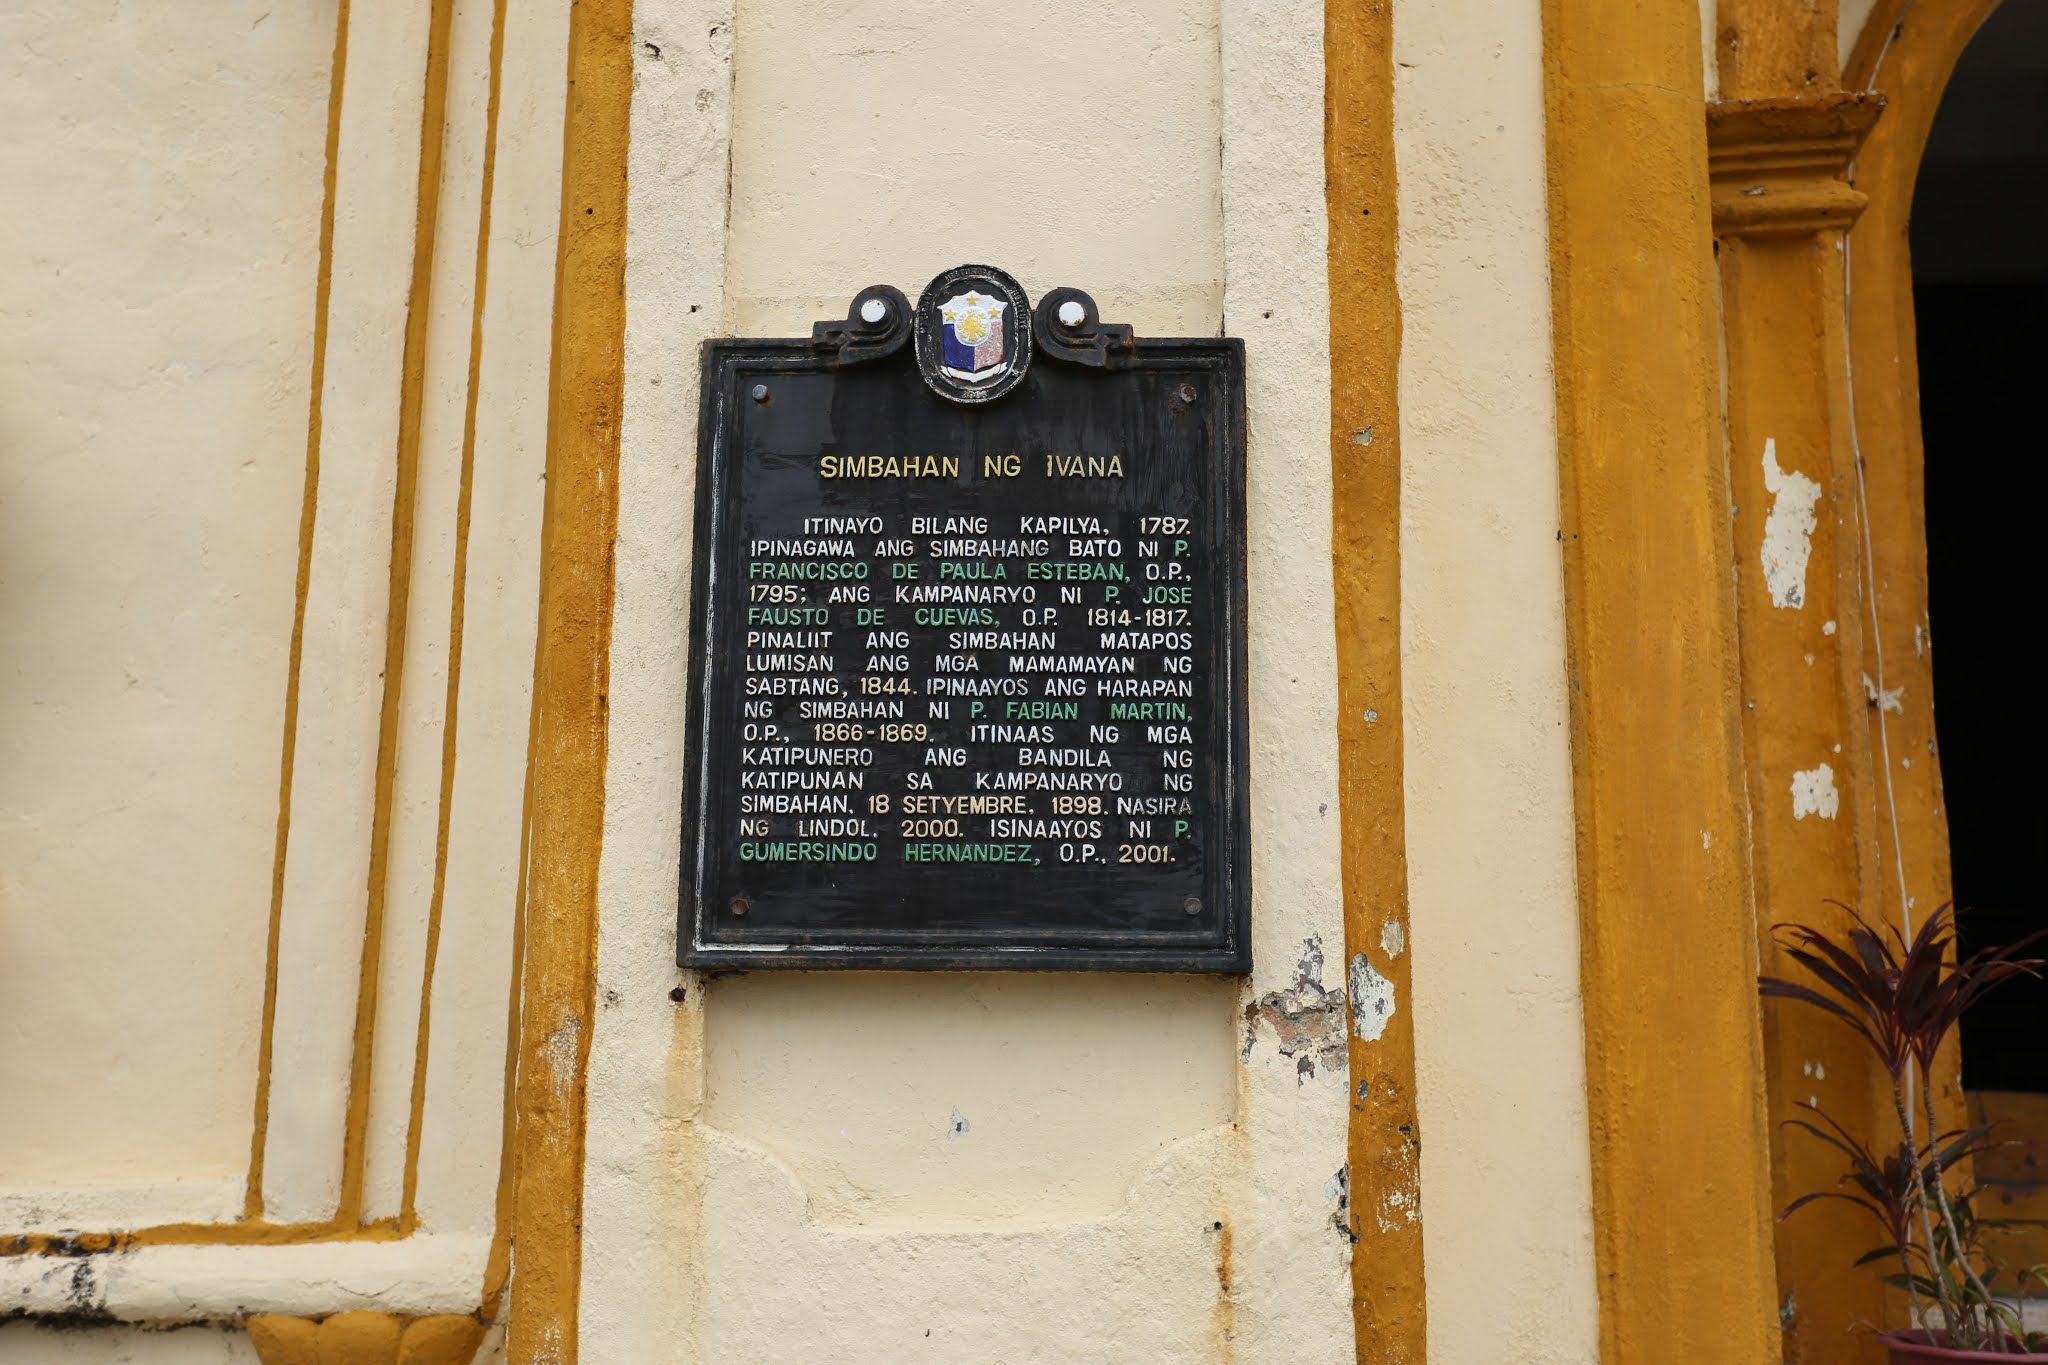 SIMBAHAN NG IVANA
ITINAYO BILANG KAPILYA, 1787.
IPINAGAWA ANG SIMBAHANG BATO NI P.
FRANCISCO DE PAULA ESTEBAN, O.P.,
1795; ANG KAMPANARYO NI P. JOSE
FAUSTO DE CUEVAS, O.P. 1814-1817.
PINALIIT ANG SIMBAHAN MATAPOS
LUMISAN ANG MGA MAMAMAYAN NG
SABTANG, 1844. IPINAAYOS ANG HARAPAN
NG SIMBAHAN NI P. FABIAN MARTIN,
O.P., 1866-1869. ITINAAS NG MGA
KATIPUNERO ANG BANDILA NG
KATIPUNAN SA KAMPANARYO NG
SIMBAHAN, 18 SETYEMBRE, 1898. NASIRA
NG LINDOL, 2000. ISINAAYOS NI P.
GUMERSINDO HERNANDEZ, O.P., 2001.